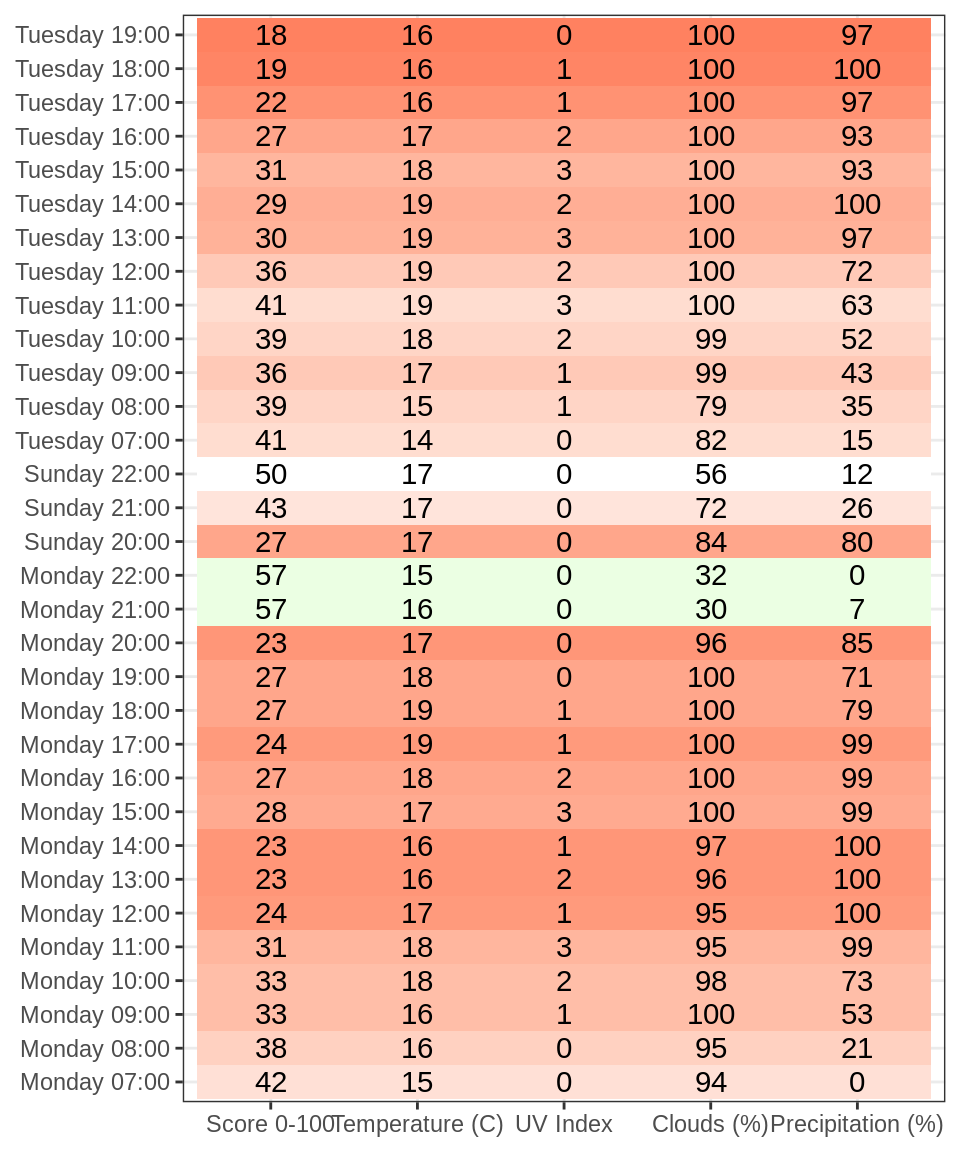 Tuesday 19:00 18 16 0 100 97
Tuesday 18:00 19 16 1 100 100
Tuesday 17:00 22 16 1 100 97
Tuesday 16:00 27 17 2 100 93
Tuesday 15:00 31 18 3 100 93
Tuesday 14:00 29 19 2 100 100
Tuesday 13:00 30 19 3 100 97
Tuesday 12:00 36 19 2 100 72
Tuesday 11:00 41 19 3 100 63
Tuesday 10:00 39 18 2 99 52
Tuesday 09:00 36 17 1 99 43
Tuesday 08:00 39 15 1 79 35
Tuesday 07:00 41 14 0 82 15
Sunday 22:00 50 17 0 56 12
Sunday 21:00 43 17 0 72 26
Sunday 20:00 27 17 0 84 80
Monday 22:00 57 15 0 32 0
Monday 21:00 57 16 0 30 7
Monday 20:00 23 17 0 96 85
Monday 19:00 27 18 0 100 71
Monday 18:00 27 19 1 100 79
Monday 17:00 24 19 1 100 99
Monday 16:00 27 18 2 100 99
Monday 15:00 28 17 3 100 99
Monday 14:00 23 16 1 97 100
Monday 13:00 23 16 2 96 100
Monday 12:00 24 17 1 95 100
Monday 11:00 31 18 3 95 99
Monday 10:00 33 18 2 98 73
Monday 09:00 33 16 1 100 53
Monday 08:00 38 16 0 95 21
Monday 07:00 42 15 0 94 0
Score 0-100 Temperature (C) UV Index Clouds (%) Precipitation (%)